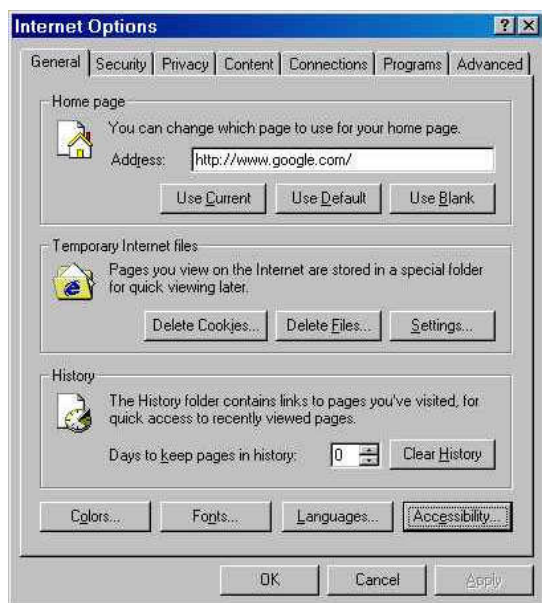 Internet Options
General Security Privacy Content Connections Programs Advanced
Home page
You can change which page to use for your home page.
Address: http://www.google.com/
Use Current Use Default Use Blank
Temporary Internet files
Pages you view on the Internet are stored in a special folder
for quick viewing later.
Delete Cookies... Delete Files... Settings...
History
The History folder contains links to pages you've visited, for
quick access to recently viewed pages.
Days to keep pages in history: 0 Clear History
Colors... Fonts... Languages... Accessibility...
OK Cancel Apply